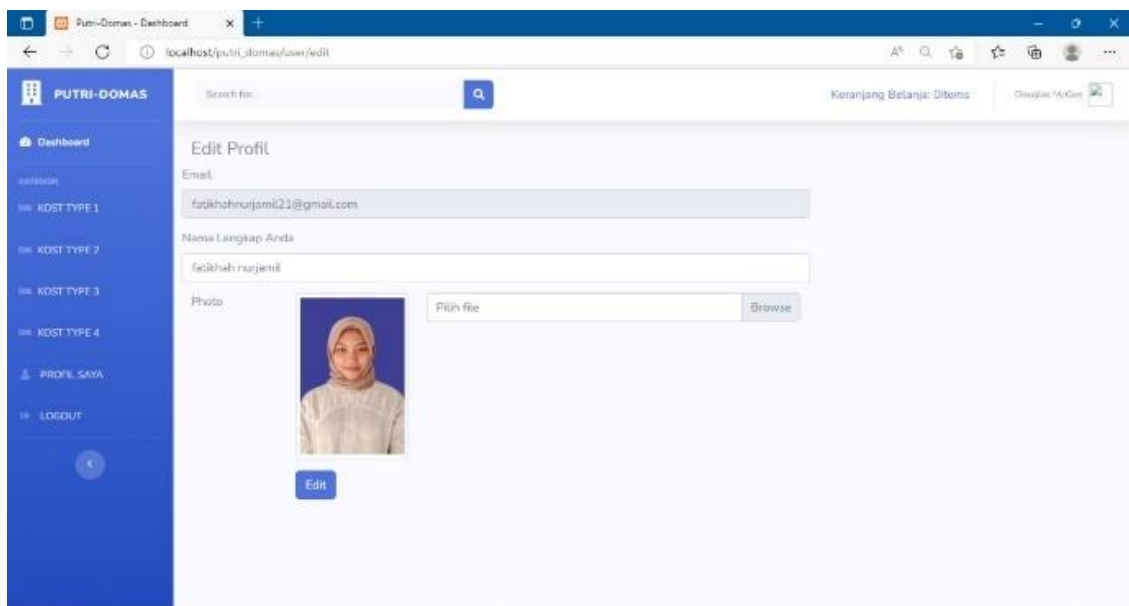 Putri-Domas - Dashboard
localhost/putri_domas/user/edit
PUTRI-DOMAS
Search for...
Keranjang Belanja: 0items
Douglas McGee
Dashboard
KATEGORI
KOST TYPE 1
KOST TYPE 2
KOST TYPE 3
KOST TYPE 4
PROFIL SAYA
LOGOUT
Edit Profil
Email
fatikhahnurjamil21@gmail.com
Nama Lengkap Anda
fatikhah nurjamil
Photo
Pilih file
Browse
Edit